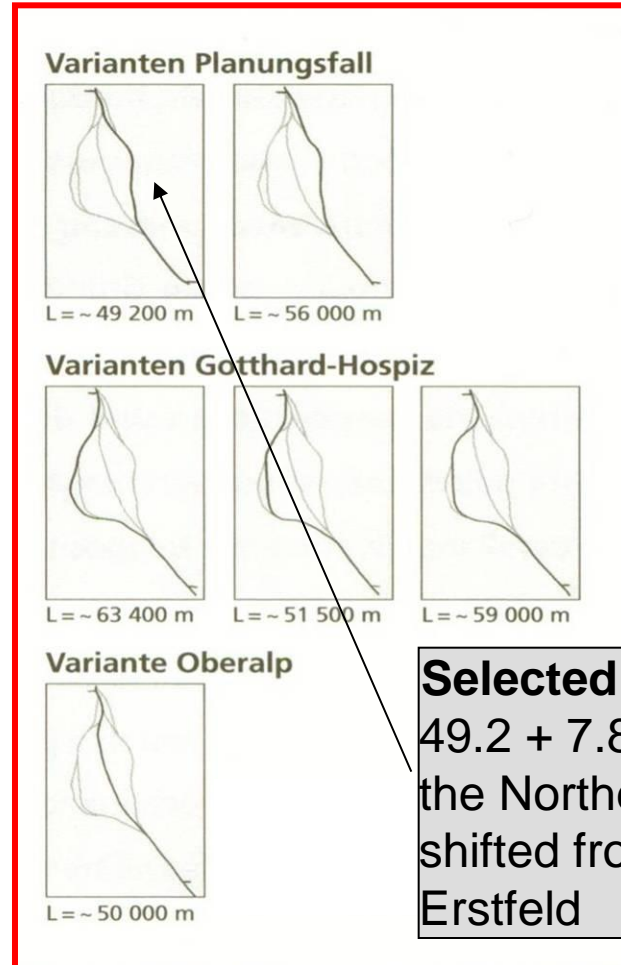 Varianten Planungsfall
L = ~ 49 200 m
L = ~ 56 000 m
Varianten Gotthard-Hospiz
L = ~ 63 400 m
L = ~ 51 500 m
L = ~ 59 000 m
Variante Oberalp
L = ~ 50 000 m
Selected
49.2 + 7.8
the Northe
shifted fro
Erstfeld